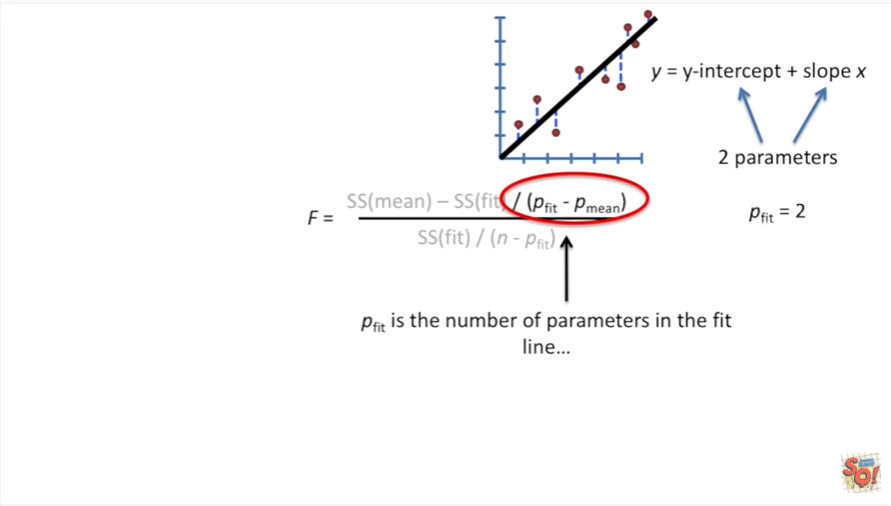 y = y-intercept + slope x
2 parameters
SS(mean) – SS(fit) / (pfit - pmean)
F =
SS(fit) / (n - pfit)
pfit = 2
pfit is the number of parameters in the fit
line...
SQ!